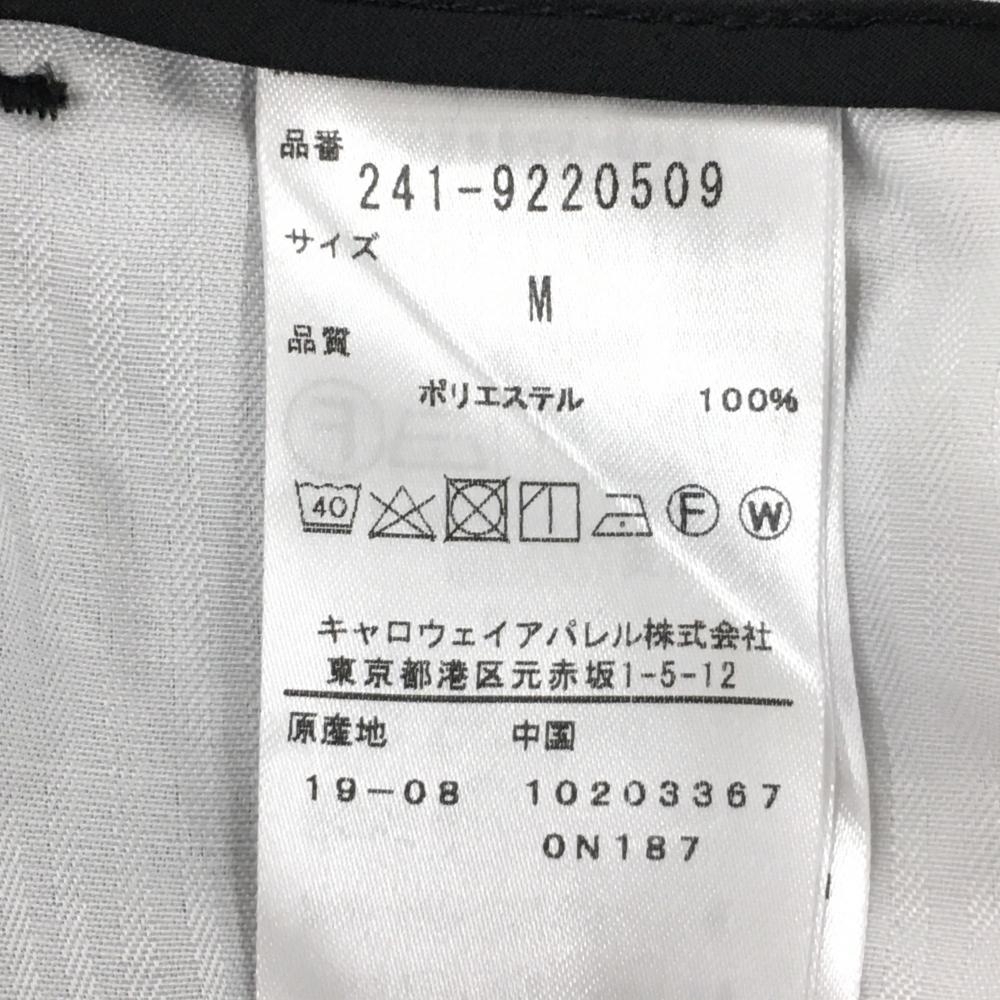 品番
241-9220509
サイズ
M
品質
ポリエステル 100%
40 F W
キャロウェイアパレル株式会社
東京都港区元赤坂1-5-12
原産地 中国
19-08 10203367
0N187